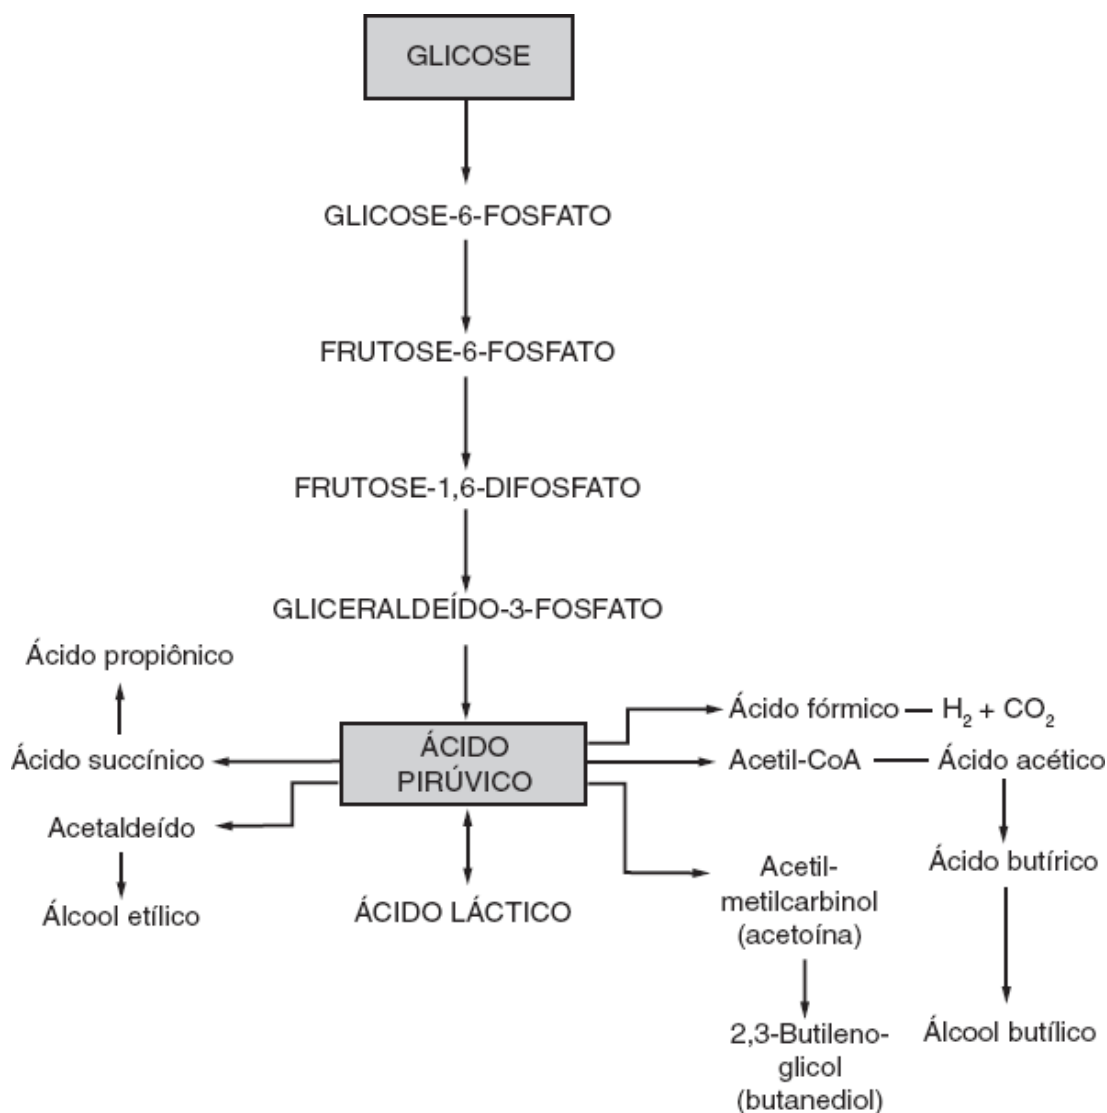 GLICOSE
GLICOSE-6-FOSFATO
FRUTOSE-6-FOSFATO
FRUTOSE-1,6-DIFOSFATO
GLICERALDEÍDO-3-FOSFATO
Ácido propiônico
Ácido succínico
Acetaldeído
Álcool etílico
ÁCIDO
PIRÚVICO
ÁCIDO LÁCTICO
Ácido fórmico — H₂ + CO₂
Acetil-CoA — Ácido acético
Acetil-
metilcarbinol
(acetoína)
2,3-Butileno-
glicol
(butanediol)
Ácido butírico
Álcool butílico